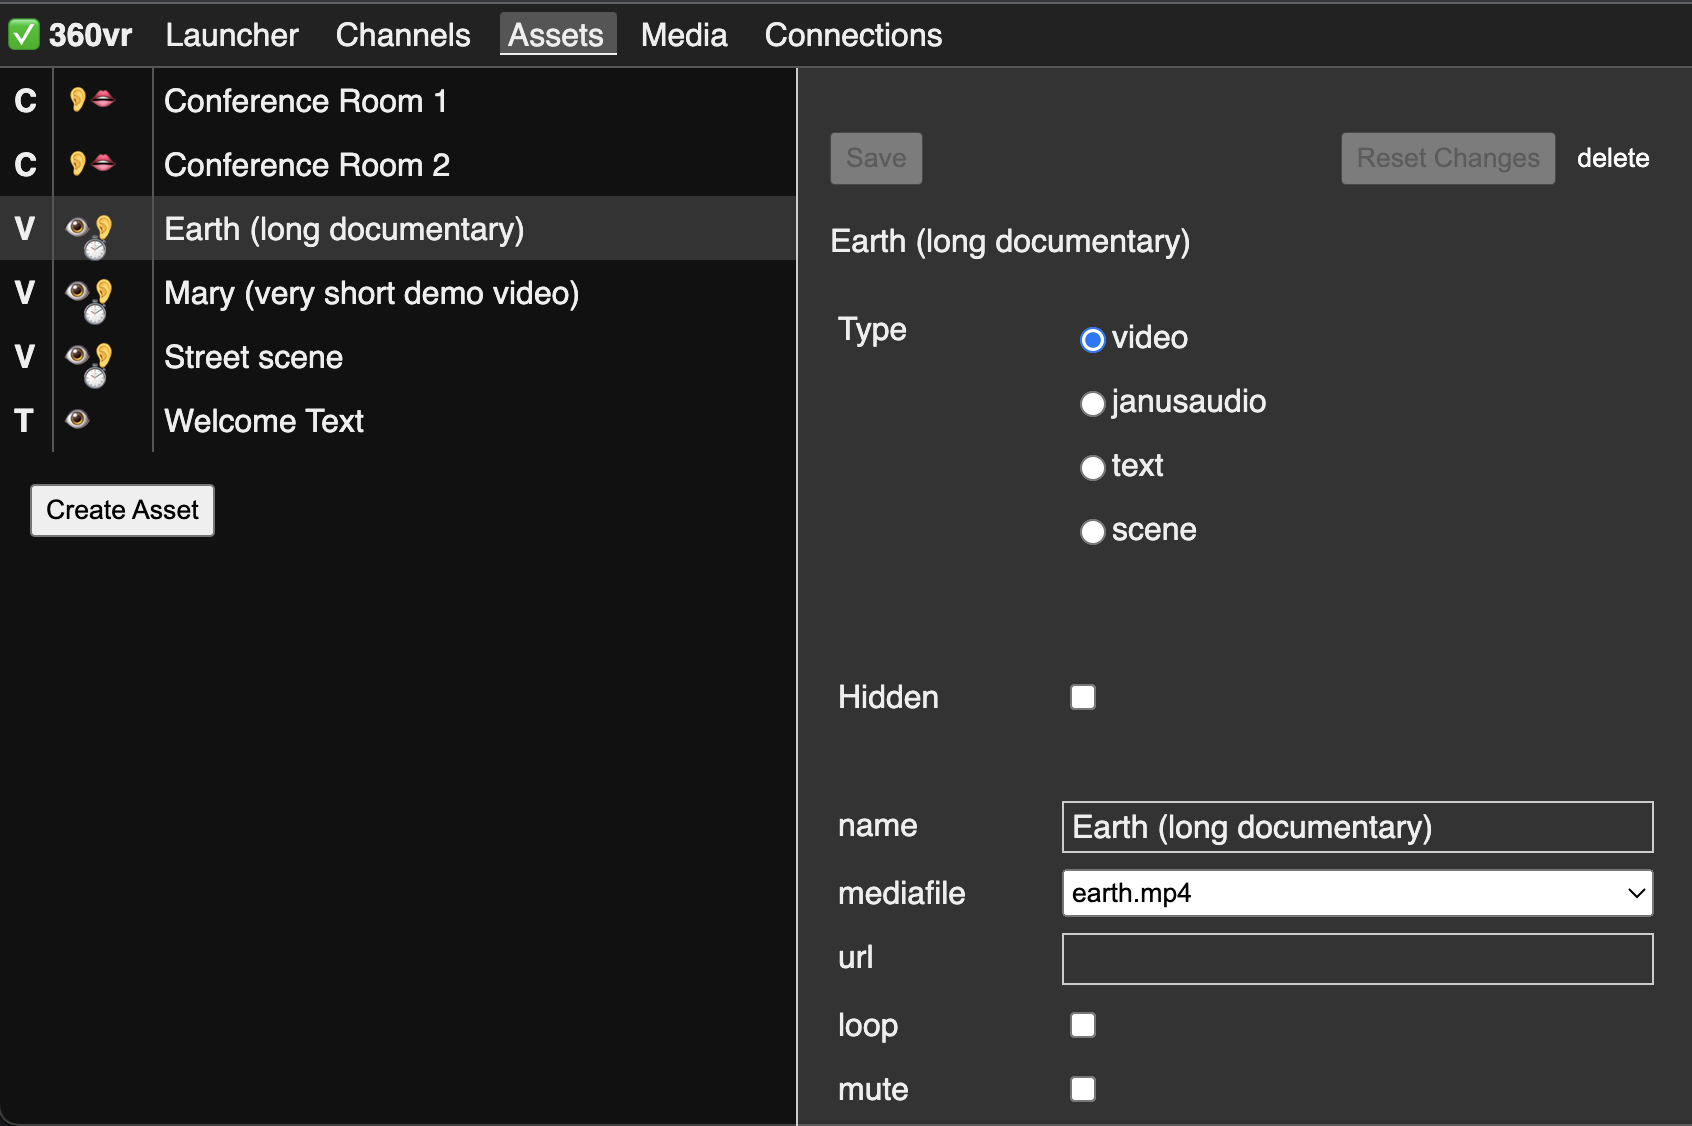 ✅ 360vr Launcher Channels Assets Media Connections
C 👂👄 Conference Room 1
C 👂👄 Conference Room 2
V 👁️👂⏱️ Earth (long documentary)
V 👁️👂⏱️ Mary (very short demo video)
V 👁️👂⏱️ Street scene
T 👁️ Welcome Text
Create Asset
Save Reset Changes delete
Earth (long documentary)
Type video
janusaudio
text
scene
Hidden
name Earth (long documentary)
mediafile earth.mp4
url
loop
mute